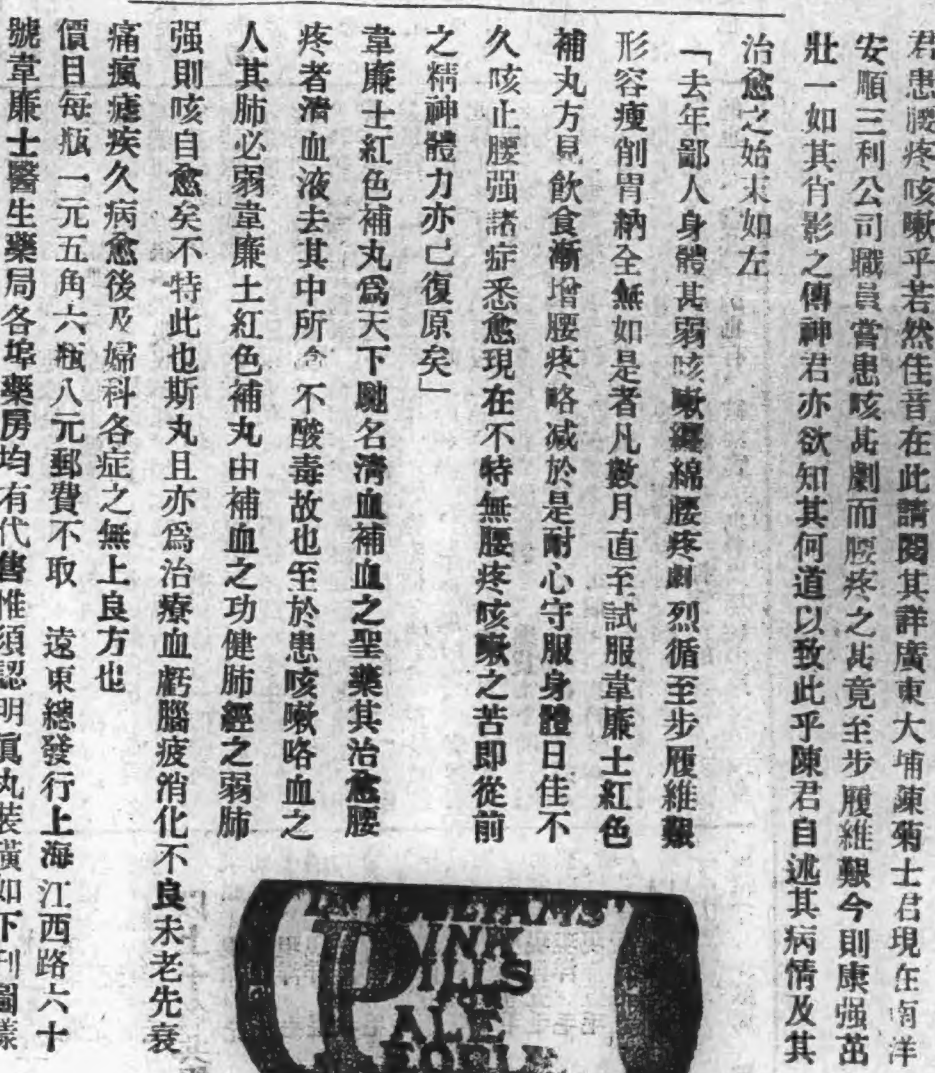 君患腰疼咳嗽乎若然佳音在此請閱其詳廣東大埔陳菊士君現在南洋
安順三利公司職員嘗患咳甚劇而腰疼之甚竟至步履維艱今則康强茁
壯一如其肖影之傳神君亦欲知其何道以致此乎陳君自述其病情及其
治愈之始末如左
「去年鄙人身體甚弱咳嗽纏綿腰疼劇烈循至步履維艱
形容瘦削胃納全無如是者凡數月直至試服韋廉士紅色
補丸方見飲食漸增腰疼略减於是耐心守服身體日佳不
久咳止腰强諸症悉愈現在不特無腰疼咳嗽之苦即從前
之精神體力亦已復原矣」
韋廉士紅色補丸爲天下馳名清血補血之聖藥其治愈腰
疼者清血液去其中所含不酸毒故也至於患咳嗽咯血之
人其肺必弱韋廉士紅色補丸由補血之功健肺經之弱肺
强則咳自愈矣不特此也斯丸且亦爲治療血虧腦疲消化不良未老先衰
痛瘋瘧疾久病愈後及婦科各症之無上良方也
價目每瓶一元五角六瓶八元郵費不取 遠東總發行上海江西路六十
號韋廉士醫生藥局各埠藥房均有代售惟須認明眞丸裝潢如下刊圖樣
WILLIAMS'
PINK
PILLS
FOR
PALE
PEOPLE